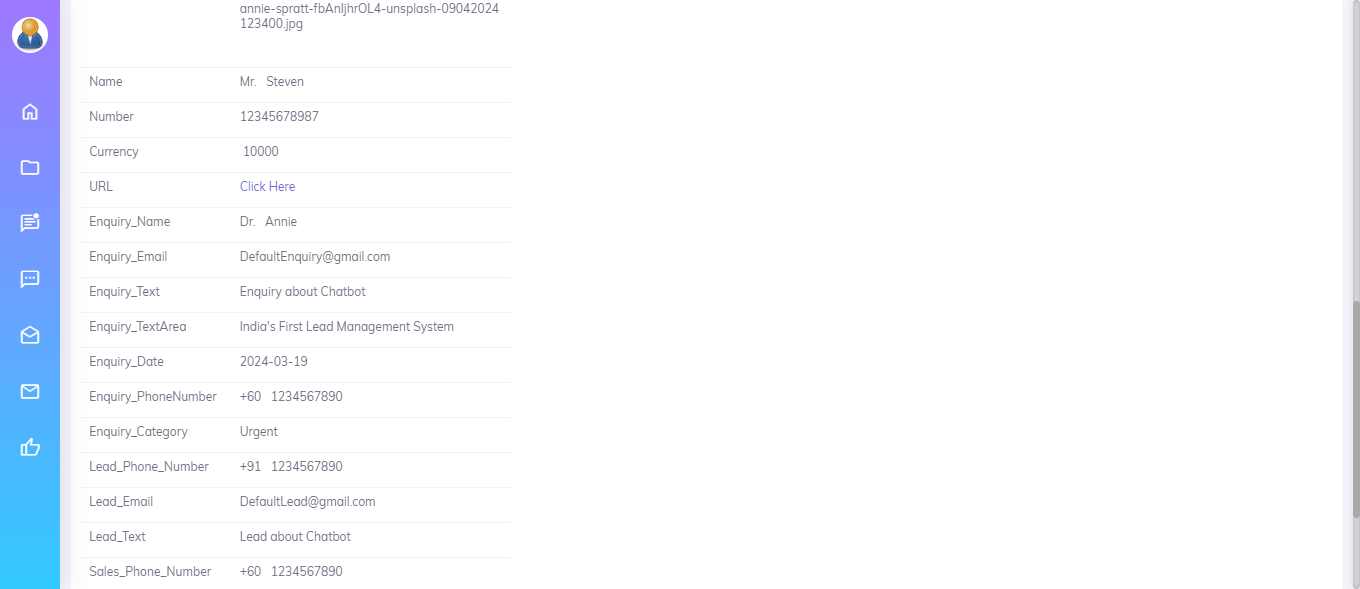 annie-spratt-fbAnIjhrOL4-unsplash-09042024
123400.jpg
Name Mr. Steven
Number 12345678987
Currency 10000
URL Click Here
Enquiry_Name Dr. Annie
Enquiry_Email DefaultEnquiry@gmail.com
Enquiry_Text Enquiry about Chatbot
Enquiry_TextArea India's First Lead Management System
Enquiry_Date 2024-03-19
Enquiry_PhoneNumber +60 1234567890
Enquiry_Category Urgent
Lead_Phone_Number +91 1234567890
Lead_Email DefaultLead@gmail.com
Lead_Text Lead about Chatbot
Sales_Phone_Number +60 1234567890